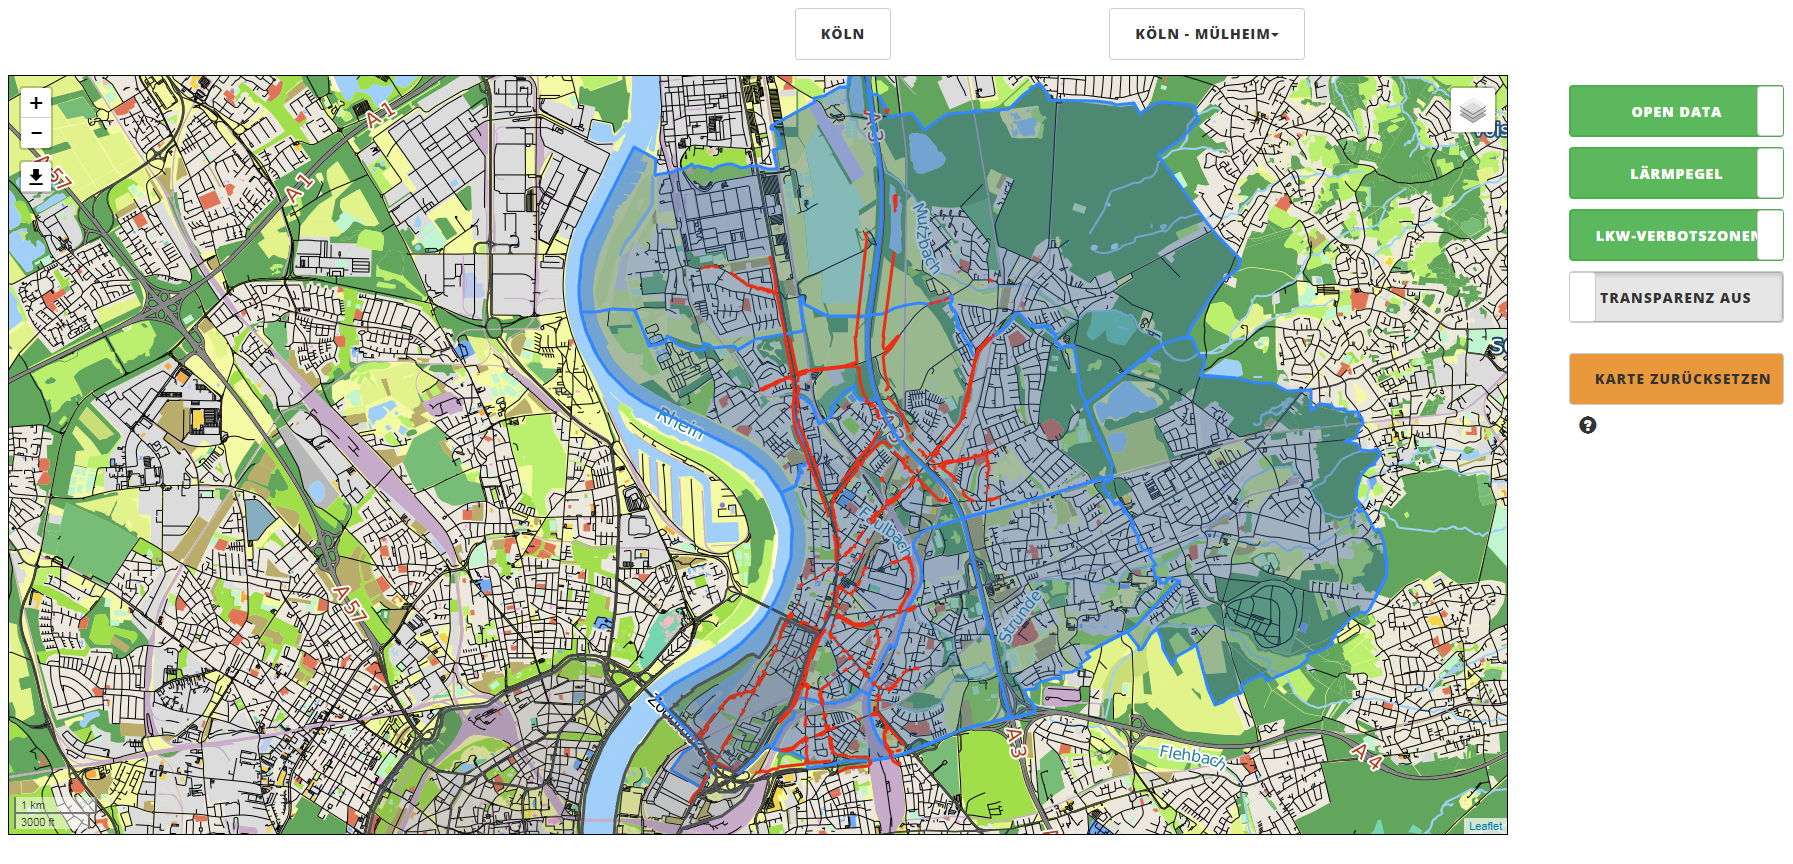 KÖLN
KÖLN - MÜLHEIM
+
−
A 57
A 1
A 1
A 3
Mutzbach
Rhein
A 3
Faulbach
Strunde
A 57
A 3
Flehbach
A 4
1 km
3000 ft
Leaflet
OPEN DATA
LÄRMPEGEL
LKW-VERBOTSZONEN
TRANSPARENZ AUS
KARTE ZURÜCKSETZEN
?